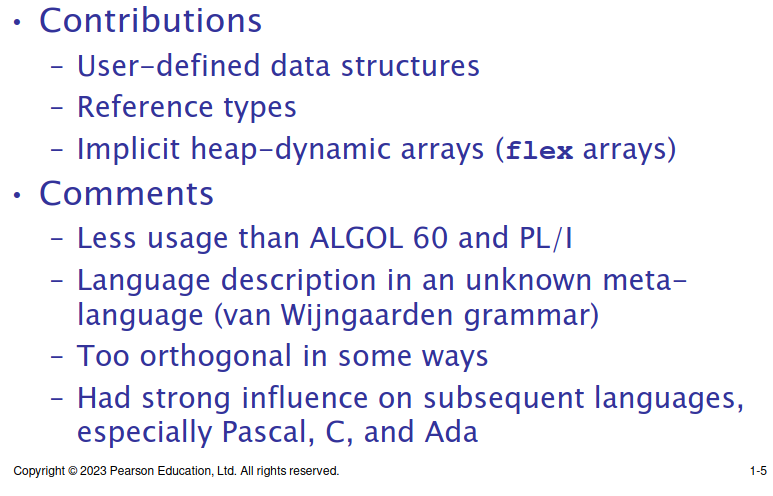 • Contributions
– User–defined data structures
– Reference types
– Implicit heap–dynamic arrays (flex arrays)
• Comments
– Less usage than ALGOL 60 and PL/I
– Language description in an unknown meta–
language (van Wijngaarden grammar)
– Too orthogonal in some ways
– Had strong influence on subsequent languages,
especially Pascal, C, and Ada
Copyright © 2023 Pearson Education, Ltd. All rights reserved.
1-5